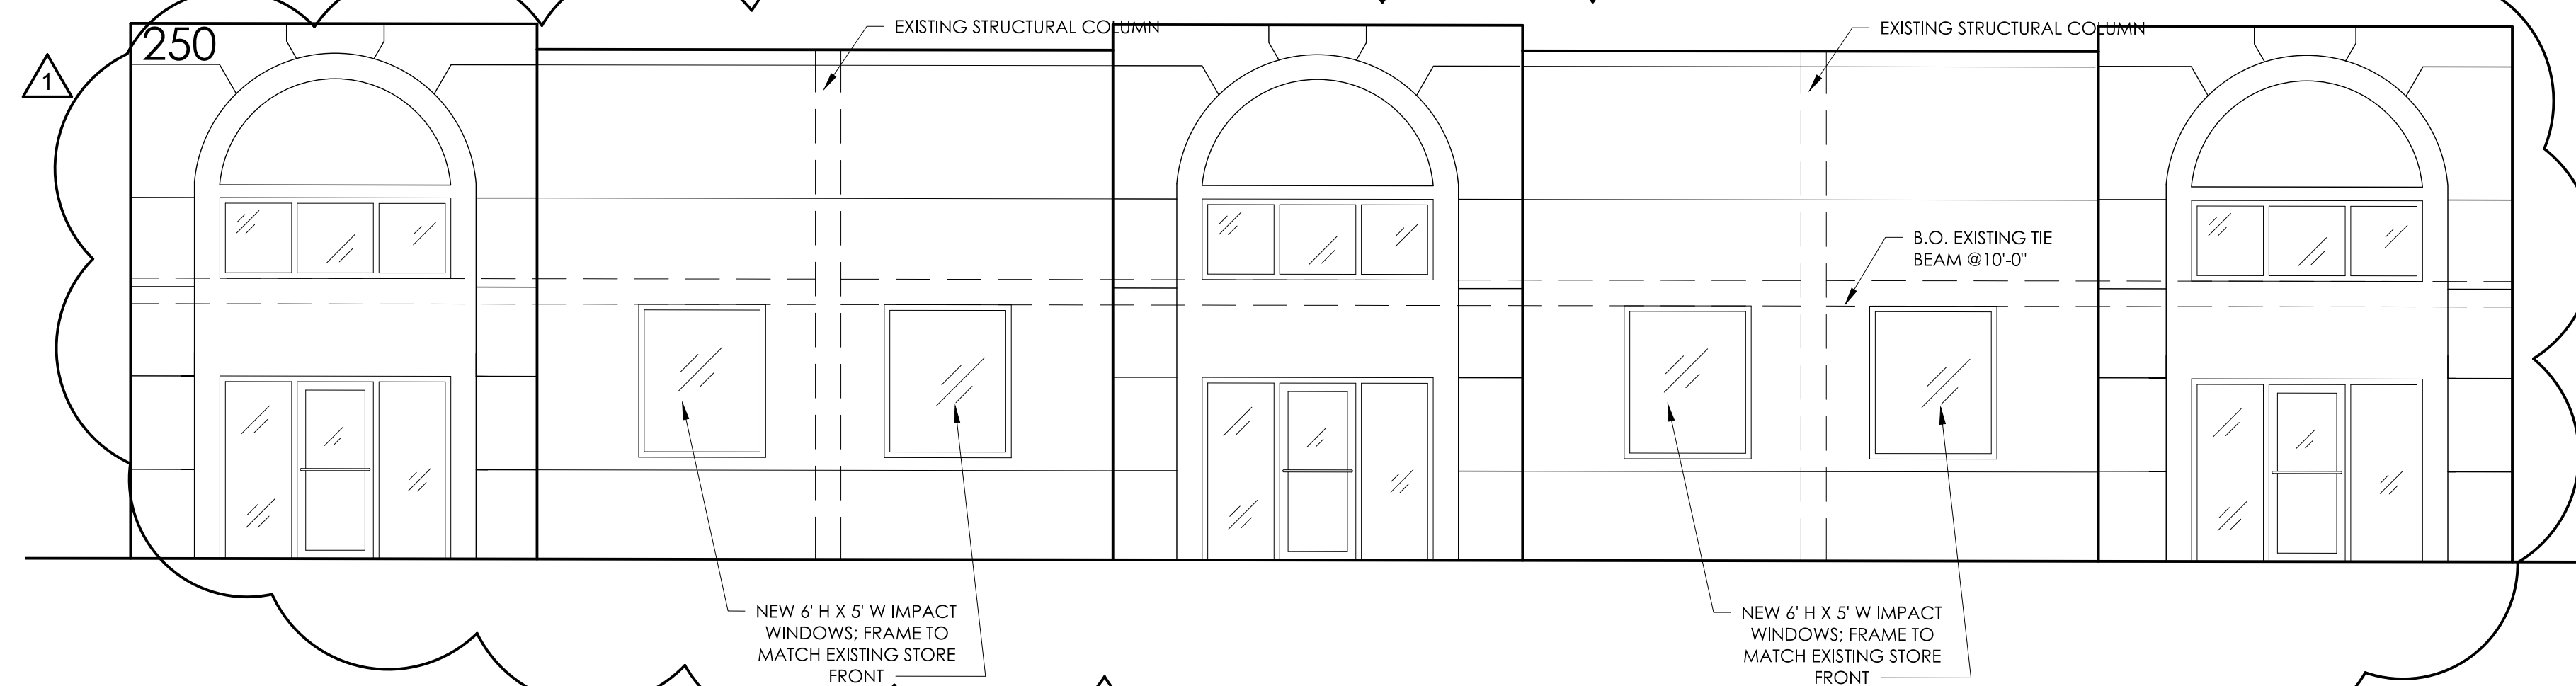 EXISTING STRUCTURAL COLUMN
EXISTING STRUCTURAL COLUMN
250
1
B.O. EXISTING TIE
BEAM @10'-0"
NEW 6' H X 5' W IMPACT
WINDOWS; FRAME TO
MATCH EXISTING STORE
FRONT
NEW 6' H X 5' W IMPACT
WINDOWS; FRAME TO
MATCH EXISTING STORE
FRONT